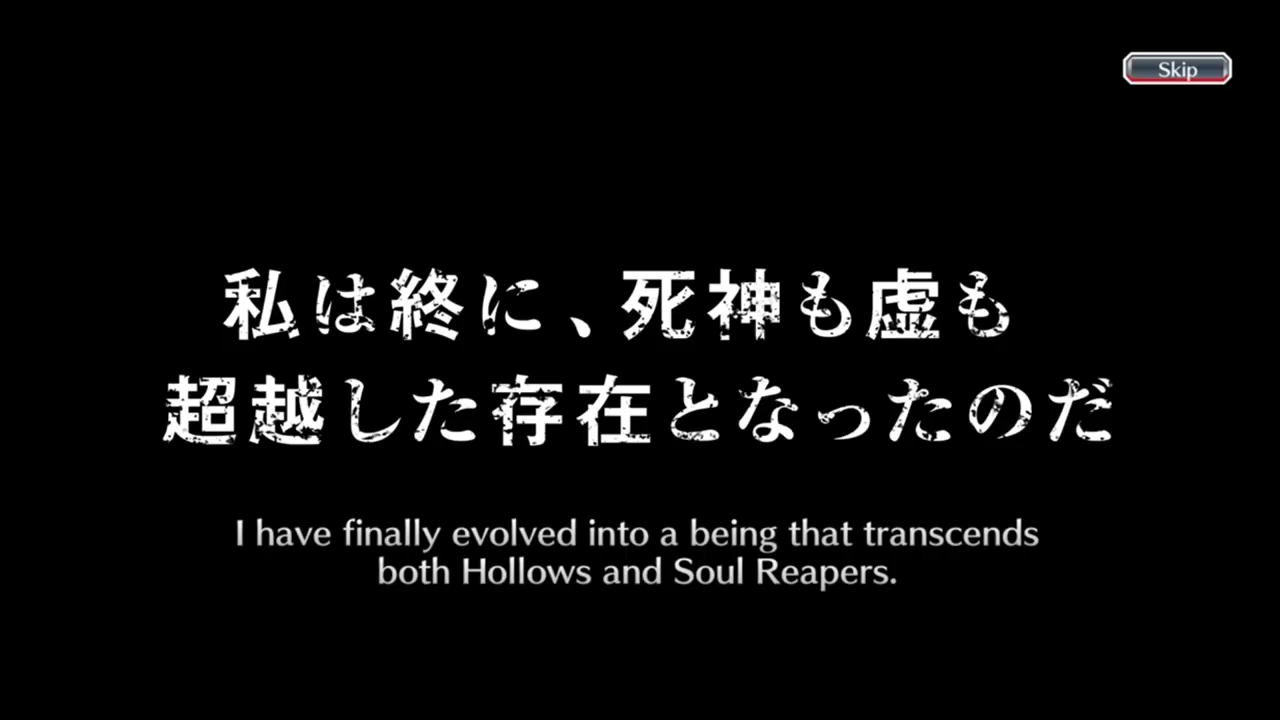 Skip
私は終に、死神も虚も
超越した存在となったのだ
I have finally evolved into a being that transcends
both Hollows and Soul Reapers.